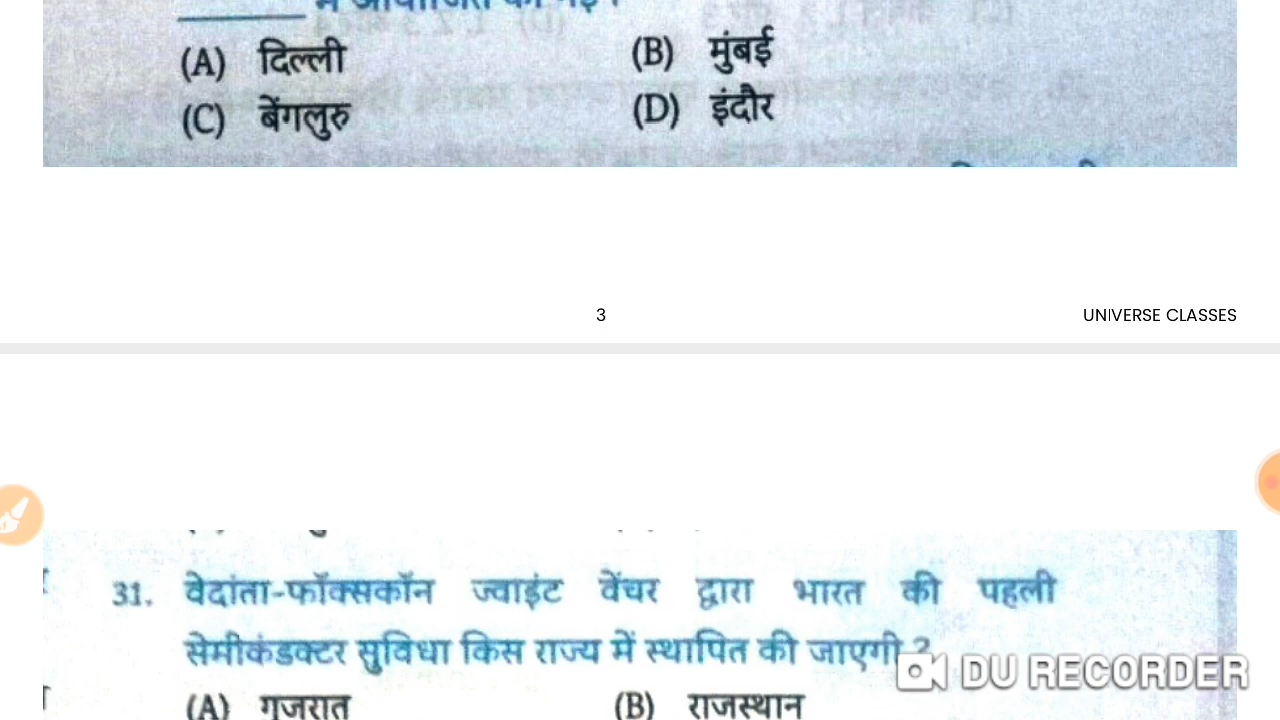 (A) दिल्ली (B) मुंबई
(C) बेंगलुरु (D) इंदौर
3 UNIVERSE CLASSES
31. वेदांता-फॉक्सकॉन ज्वाइंट वेंचर द्वारा भारत की पहली
सेमीकंडक्टर सुविधा किस राज्य में स्थापित की जाएगी ?
DU RECORDER
(A) गुजरात (B) राजस्थान